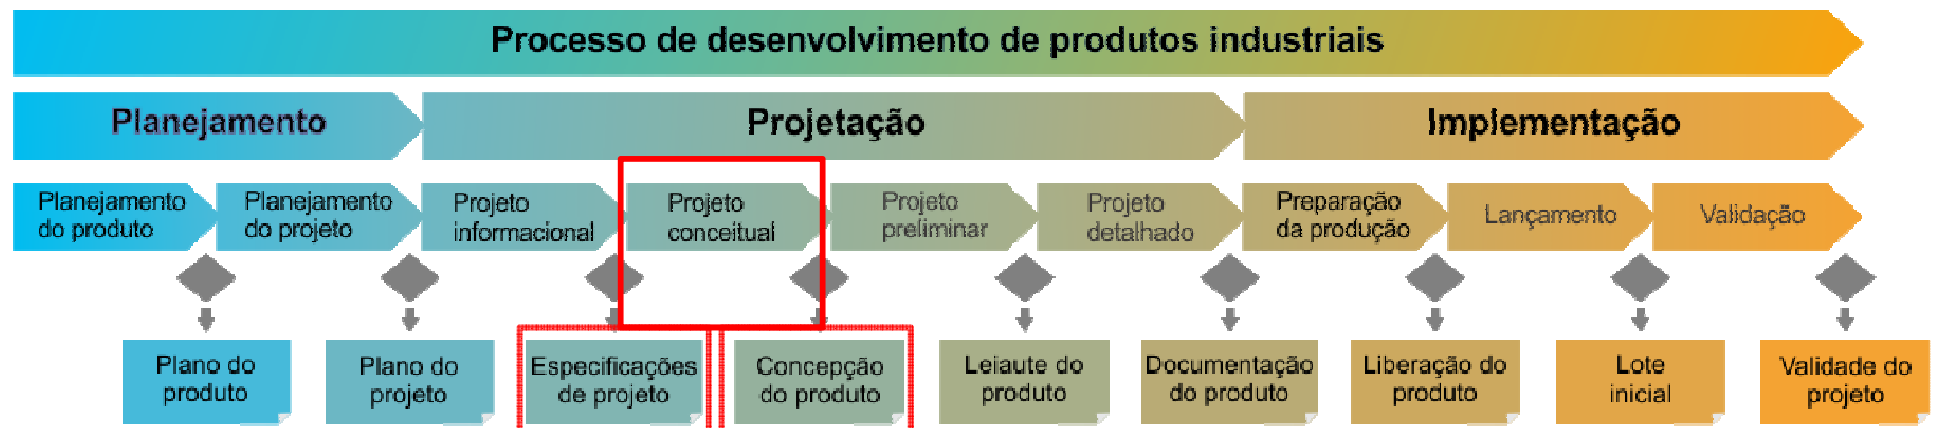 Processo de desenvolvimento de produtos industriais
Planejamento
Projetação
Implementação
Planejamento
do produto
Planejamento
do projeto
Projeto
informacional
Projeto
conceitual
Projeto
preliminar
Projeto
detalhado
Preparação
da produção
Lançamento
Validação
Plano do
produto
Plano do
projeto
Especificações
de projeto
Concepção
do produto
Leiaute do
produto
Documentação
do produto
Liberação do
produto
Lote
inicial
Validade do
projeto